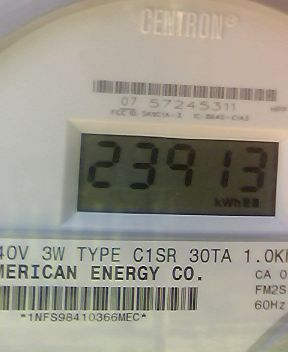 CENTRON®
07 57245311
23913
kWh
40V 3W TYPE C1SR 30TA 1.0K
MERICAN ENERGY CO.
CA 0
FM2S
60Hz
*1NFS98410366MEC*